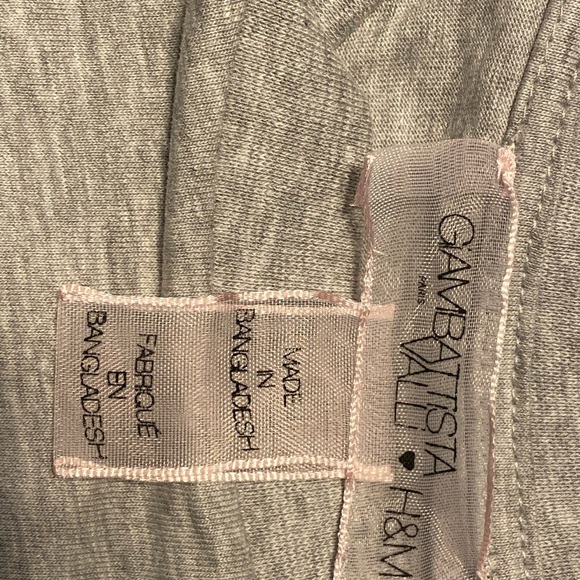 GIAMBATTISTA
VALLI
PARIS
♥ H&M
MADE
IN
BANGLADESH
FABRIQUÉ
EN
BANGLADESH